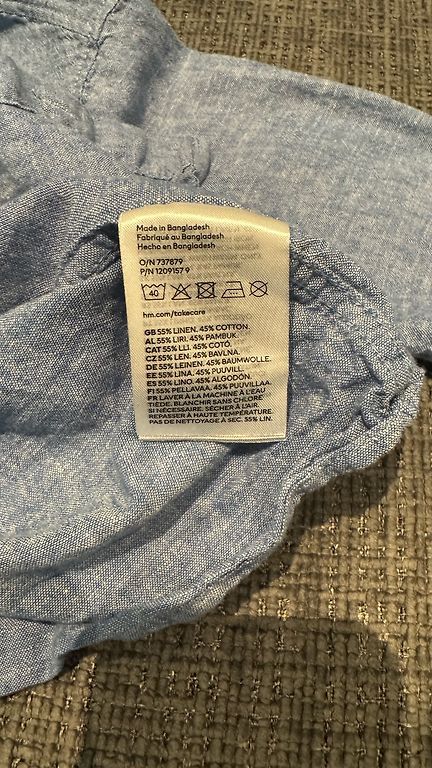 Made in Bangladesh
Fabriqué au Bangladesh
Hecho en Bangladesh
O/N 737879
P/N 1209157 9
40
hm.com/takecare
GB 55% LINEN. 45% COTTON.
AL 55% LIRI. 45% PAMBUK.
CAT 55% LLI. 45% COTÓ.
CZ 55% LEN. 45% BAVLNA.
DE 55% LEINEN. 45% BAUMWOLLE.
EE 55% LINA. 45% PUUVILL.
ES 55% LINO. 45% ALGODÓN.
FI 55% PELLAVAA. 45% PUUVILLAA.
FR LAVER À LA MACHINE À L'EAU
TIÈDE. BLANCHIR SANS CHLORE
SI NÉCESSAIRE. SÉCHER À L'AIR.
REPASSER À HAUTE TEMPÉRATURE.
PAS DE NETTOYAGE À SEC. 55% LIN.